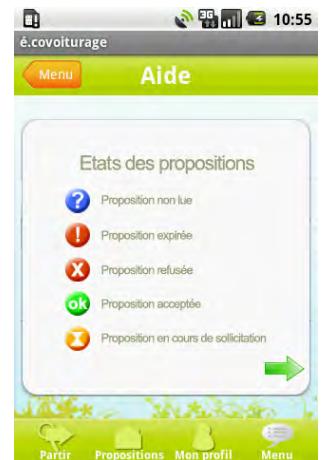 3G 10:55
é.covoiturage
Menu Aide
Etats des propositions
? Proposition non lue
! Proposition expirée
X Proposition refusée
ok Proposition acceptée
Proposition en cours de sollicitation
Partir Propositions Mon profil Menu